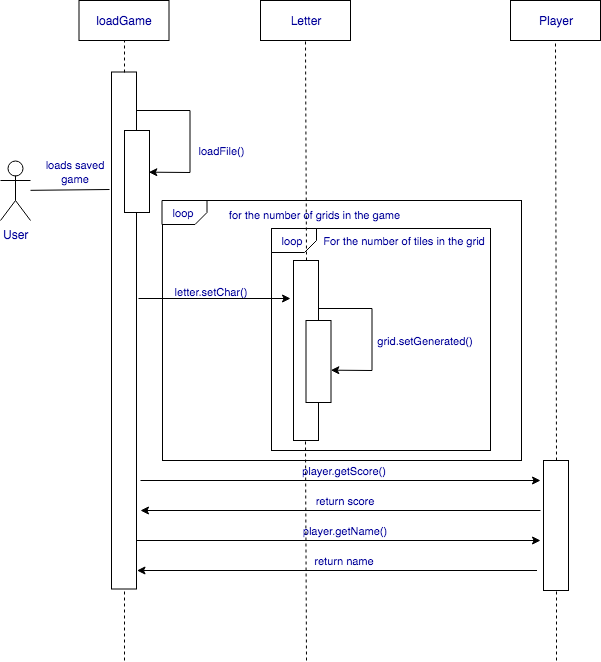 loadGame
Letter
Player
loadFile()
loads saved
game
User
loop
for the number of grids in the game
loop
For the number of tiles in the grid
letter.setChar()
grid.setGenerated()
player.getScore()
return score
player.getName()
return name